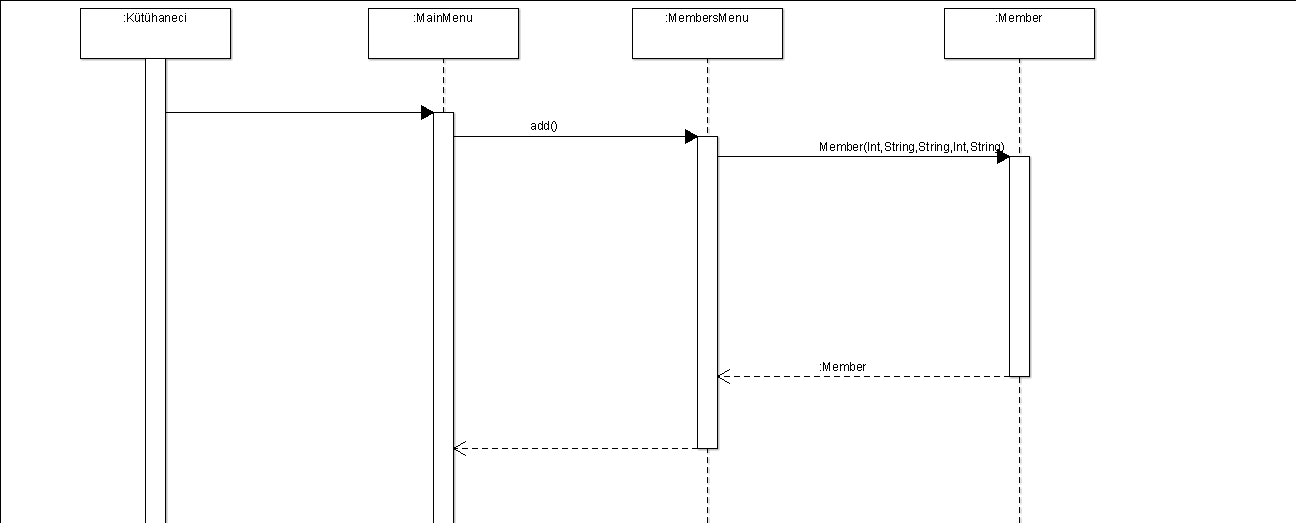 :Kütühaneci
:MainMenu
:MembersMenu
:Member
add()
Member(Int,String,String,Int,String)
:Member